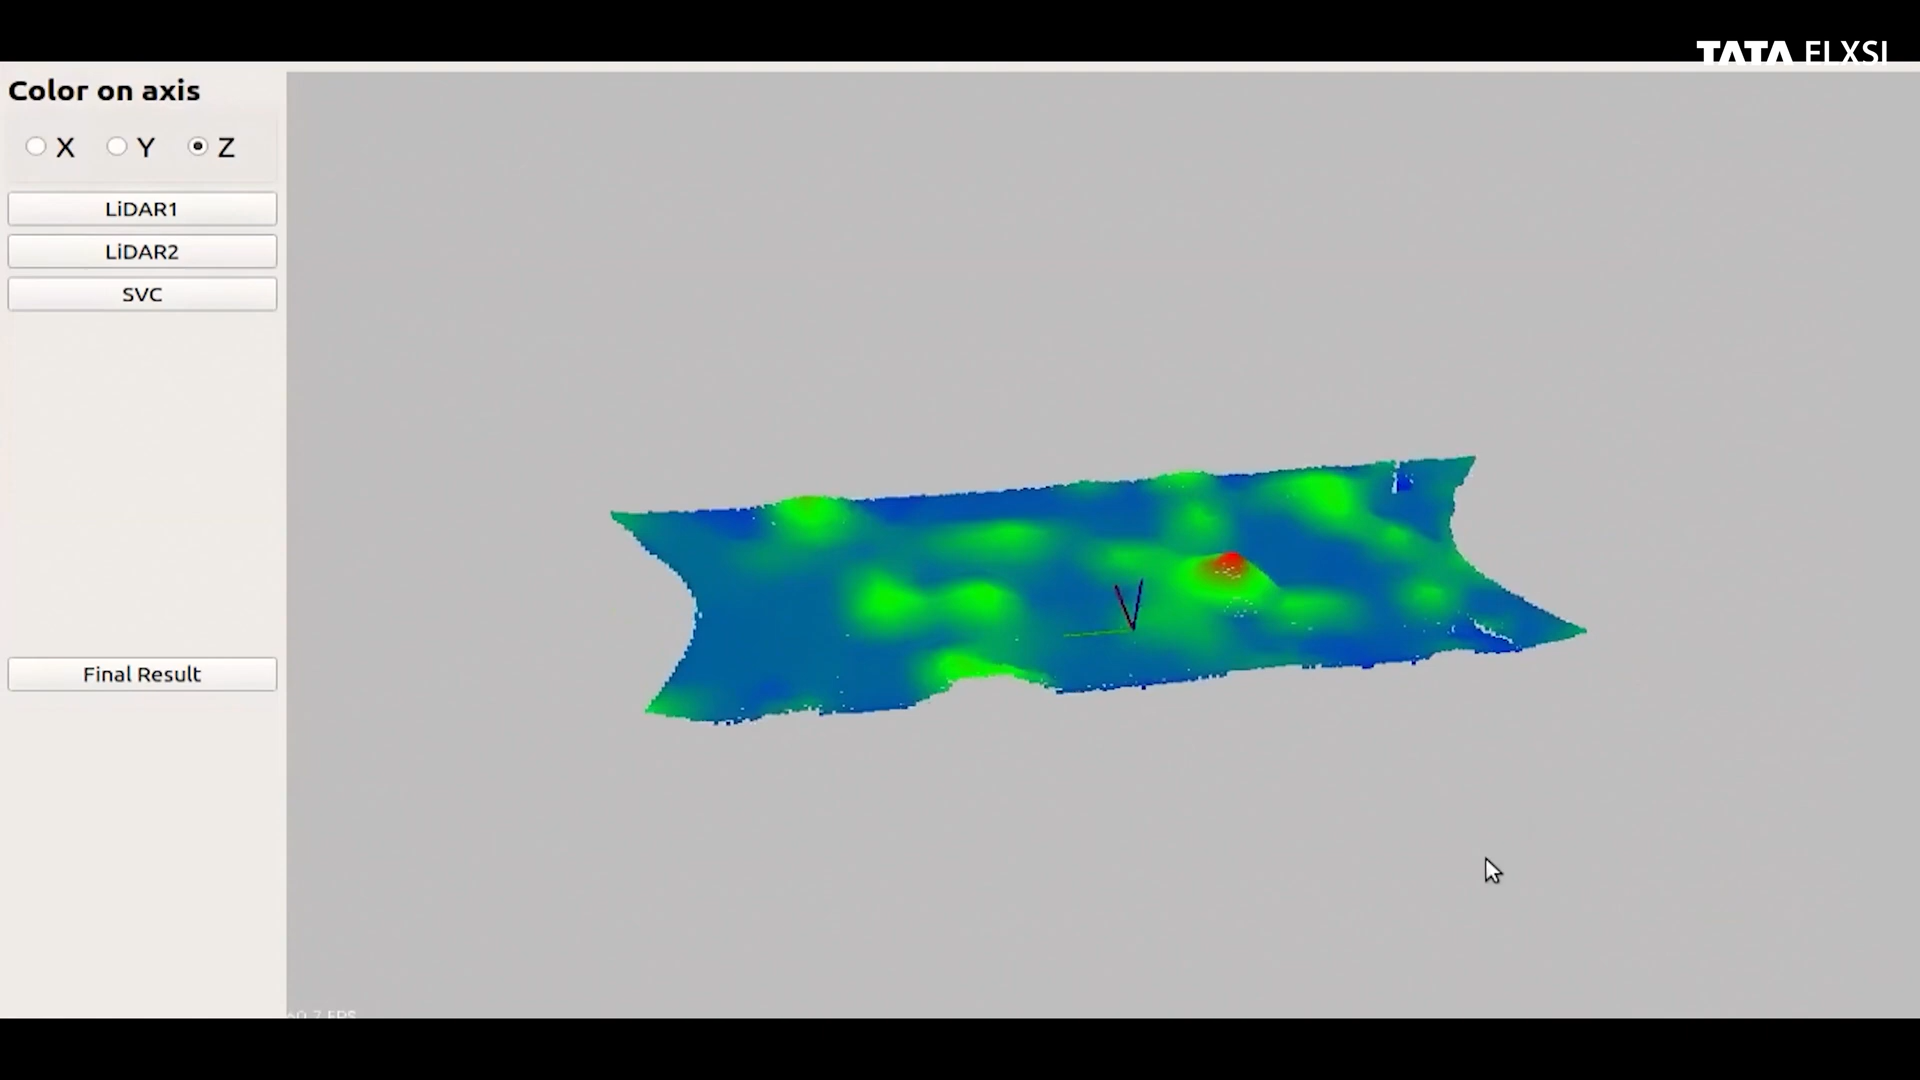 TATA ELXSI
Color on axis
X Y Z
LiDAR1
LiDAR2
SVC
Final Result